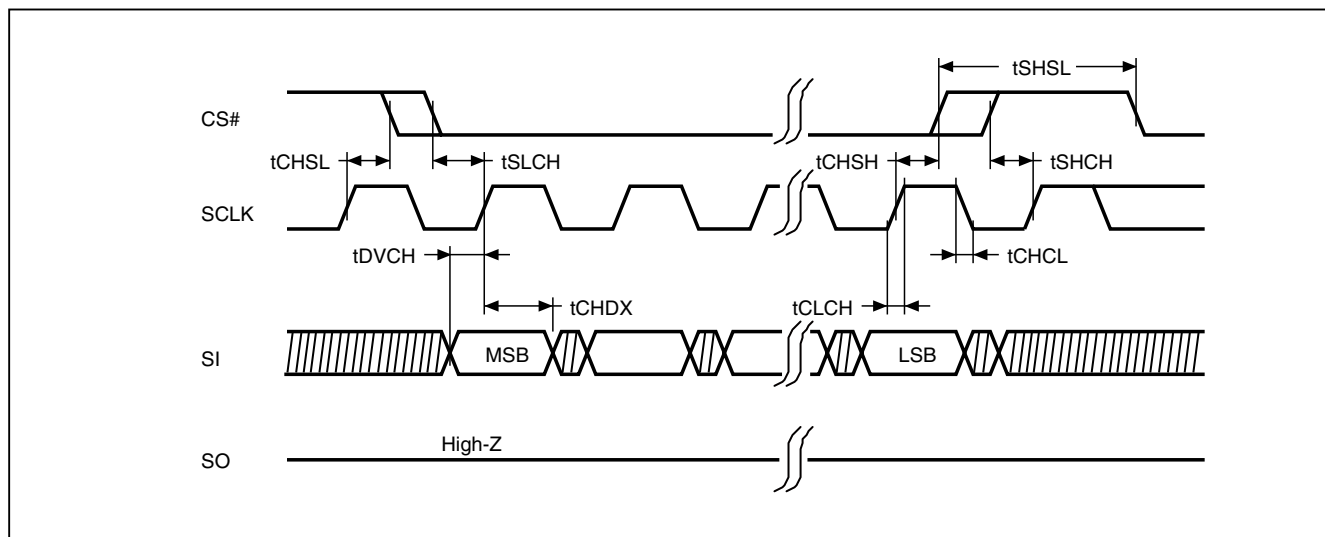 tSHSL
CS#
tCHSL
tSLCH
tCHSH
tSHCH
SCLK
tDVCH
tCHCL
tCHDX
tCLCH
SI
MSB
LSB
High-Z
SO